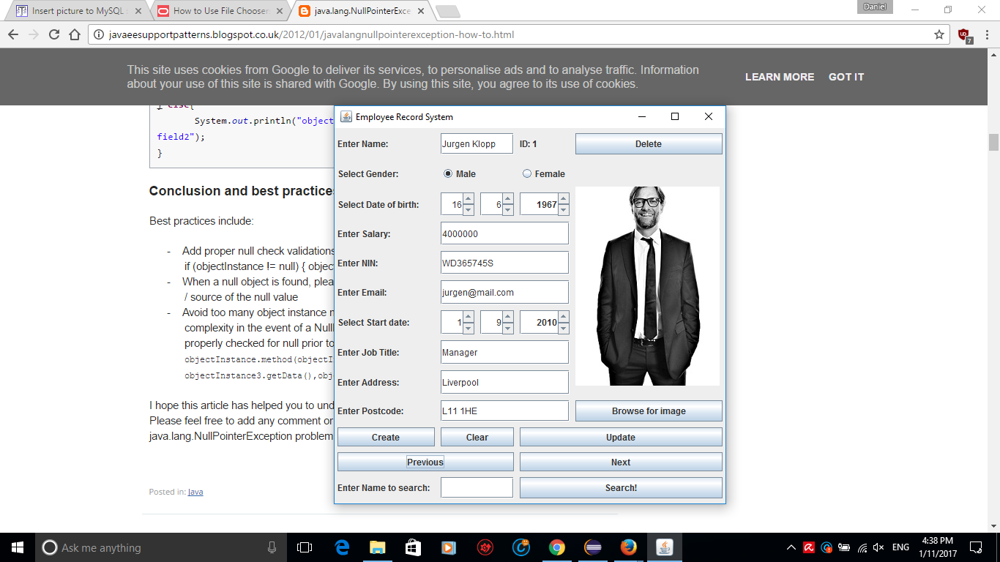 Insert picture to MySQL
How to Use File Chooser
java.lang.NullPointerExce
Daniel
javaeesupportpatterns.blogspot.co.uk/2012/01/javalangnullpointerexception-how-to.html
7
This site uses cookies from Google to deliver its services, to personalise ads and to analyse traffic. Information
about your use of this site is shared with Google. By using this site, you agree to its use of cookies.
LEARN MORE GOT IT
} else{
System.out.println("object
field2");
}
Conclusion and best practices
Best practices include:
- Add proper null check validations
if (objectInstance != null) { objec
- When a null object is found, plea
/ source of the null value
- Avoid too many object instance
complexity in the event of a Null
properly checked for null prior to
objectInstance.method(objectI
objectInstance3.getData(),obj
I hope this article has helped you to und
Please feel free to add any comment or
java.lang.NullPointerException problem
Posted in: Java
Employee Record System
Enter Name: Jurgen Klopp ID: 1 Delete
Select Gender: Male Female
Select Date of birth: 16 6 1967
Enter Salary: 4000000
Enter NIN: WD365745S
Enter Email: jurgen@mail.com
Select Start date: 1 9 2010
Enter Job Title: Manager
Enter Address: Liverpool
Enter Postcode: L11 1HE Browse for image
Create Clear Update
Previous Next
Enter Name to search: Search!
Ask me anything
ENG
4:38 PM
1/11/2017